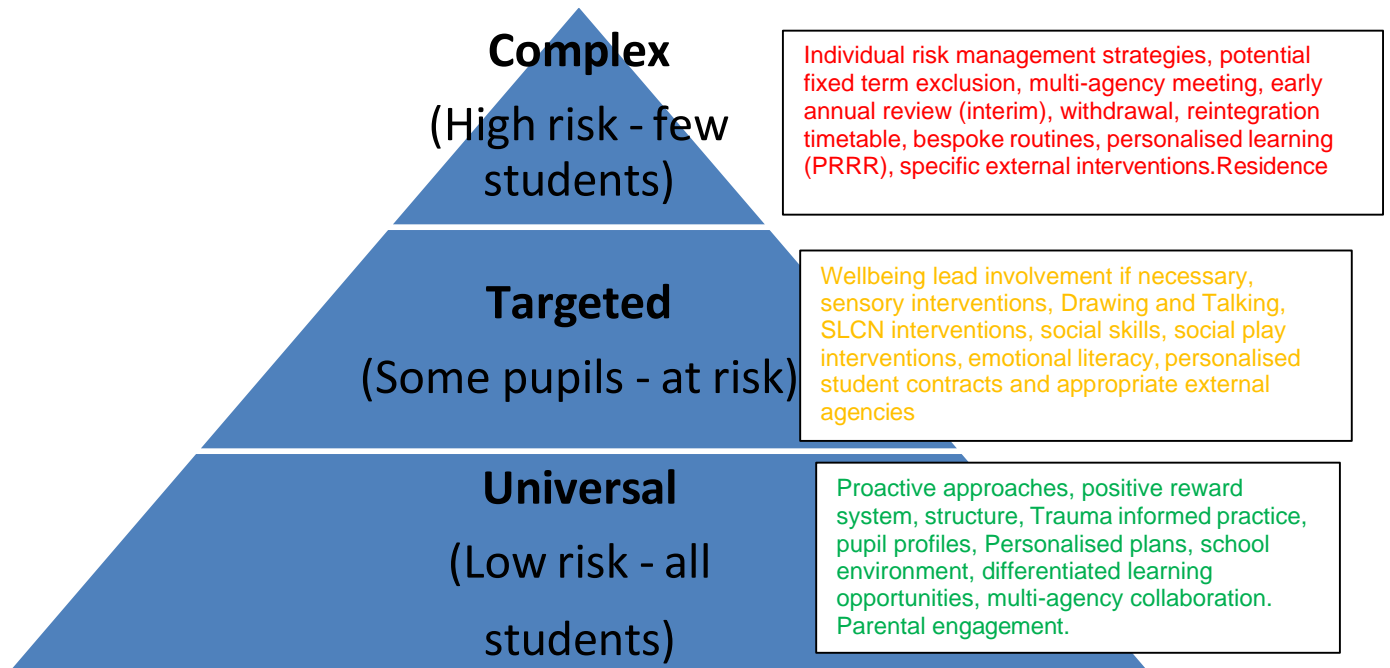 Complex
(High risk - few
students)
Individual risk management strategies, potential
fixed term exclusion, multi-agency meeting, early
annual review (interim), withdrawal, reintegration
timetable, bespoke routines, personalised learning
(PRRR), specific external interventions.Residence
Targeted
(Some pupils - at risk)
Wellbeing lead involvement if necessary,
sensory interventions, Drawing and Talking,
SLCN interventions, social skills, social play
interventions, emotional literacy, personalised
student contracts and appropriate external
agencies
Universal
(Low risk - all
students)
Proactive approaches, positive reward
system, structure, Trauma informed practice,
pupil profiles, Personalised plans, school
environment, differentiated learning
opportunities, multi-agency collaboration.
Parental engagement.